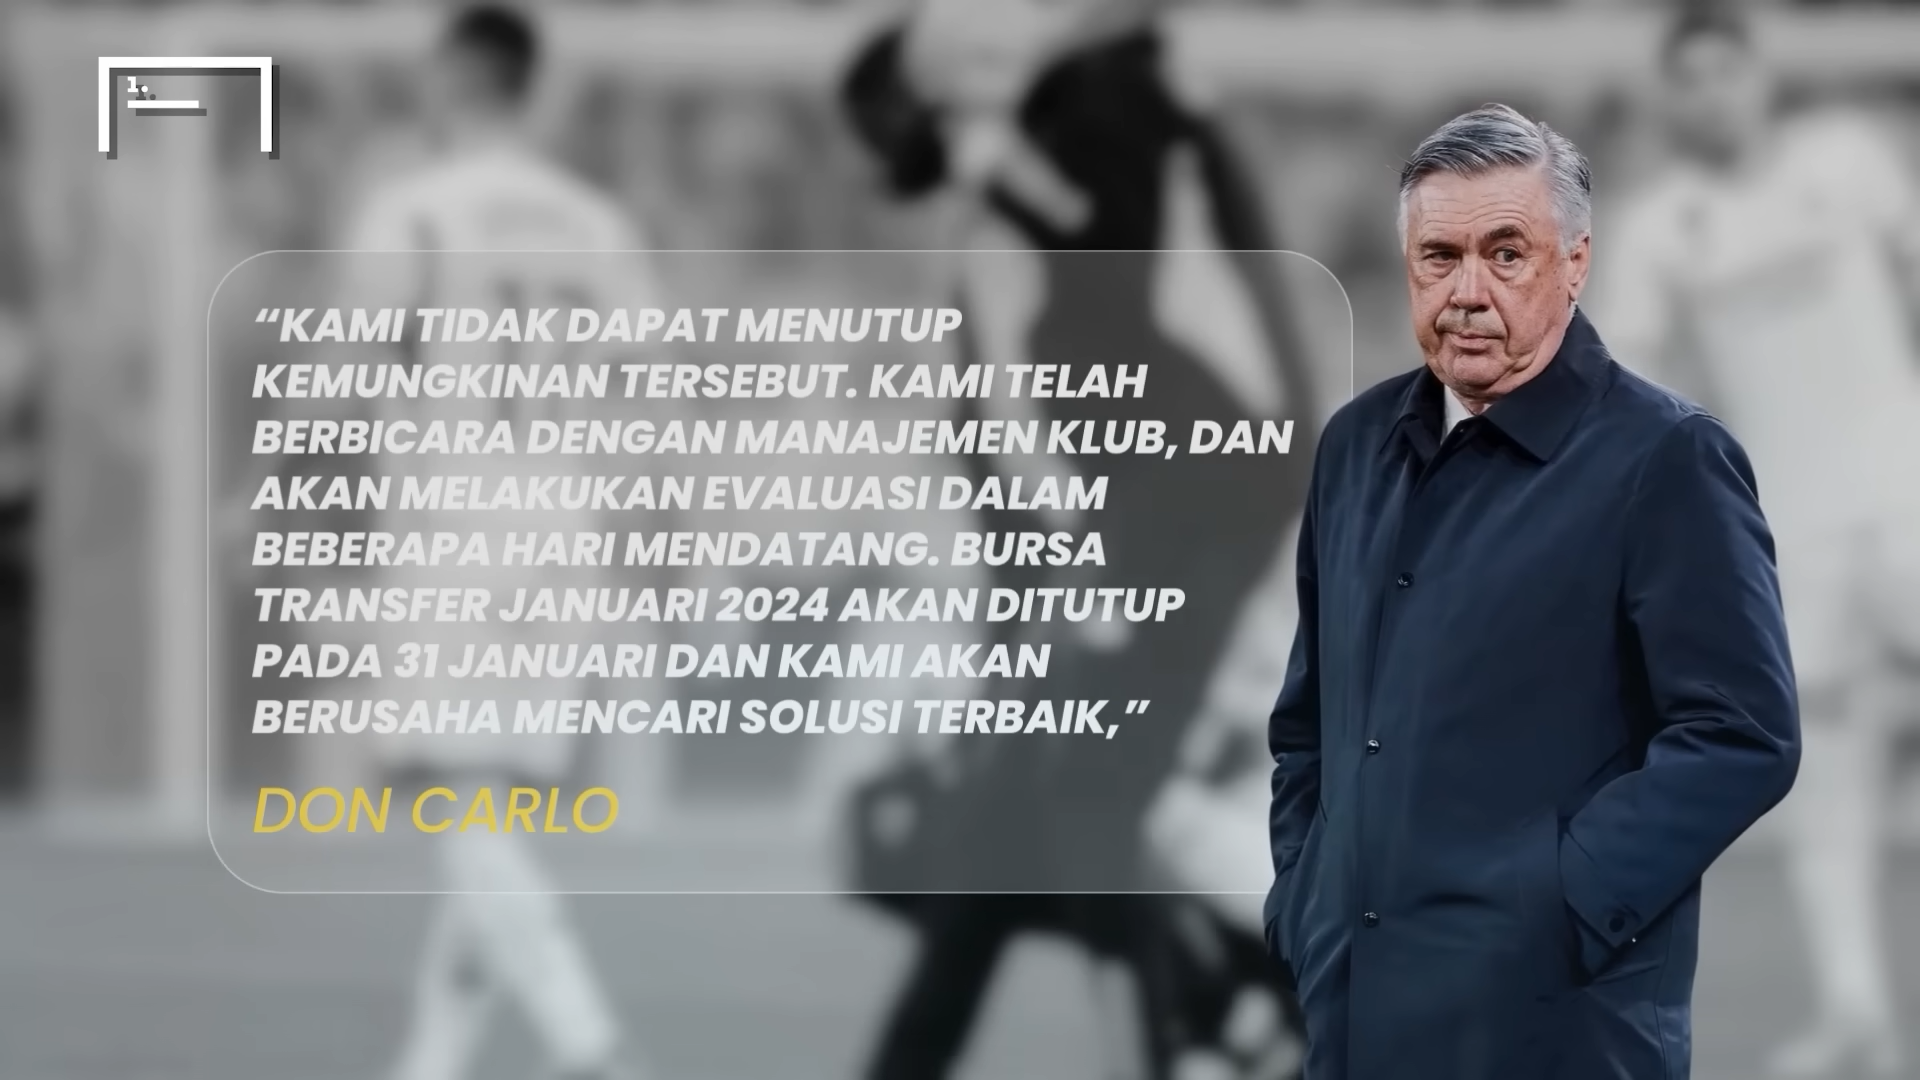 1.
“KAMI TIDAK DAPAT MENUTUP
KEMUNGKINAN TERSEBUT. KAMI TELAH
BERBICARA DENGAN MANAJEMEN KLUB, DAN
AKAN MELAKUKAN EVALUASI DALAM
BEBERAPA HARI MENDATANG. BURSA
TRANSFER JANUARI 2024 AKAN DITUTUP
PADA 31 JANUARI DAN KAMI AKAN
BERUSAHA MENCARI SOLUSI TERBAIK,”
DON CARLO